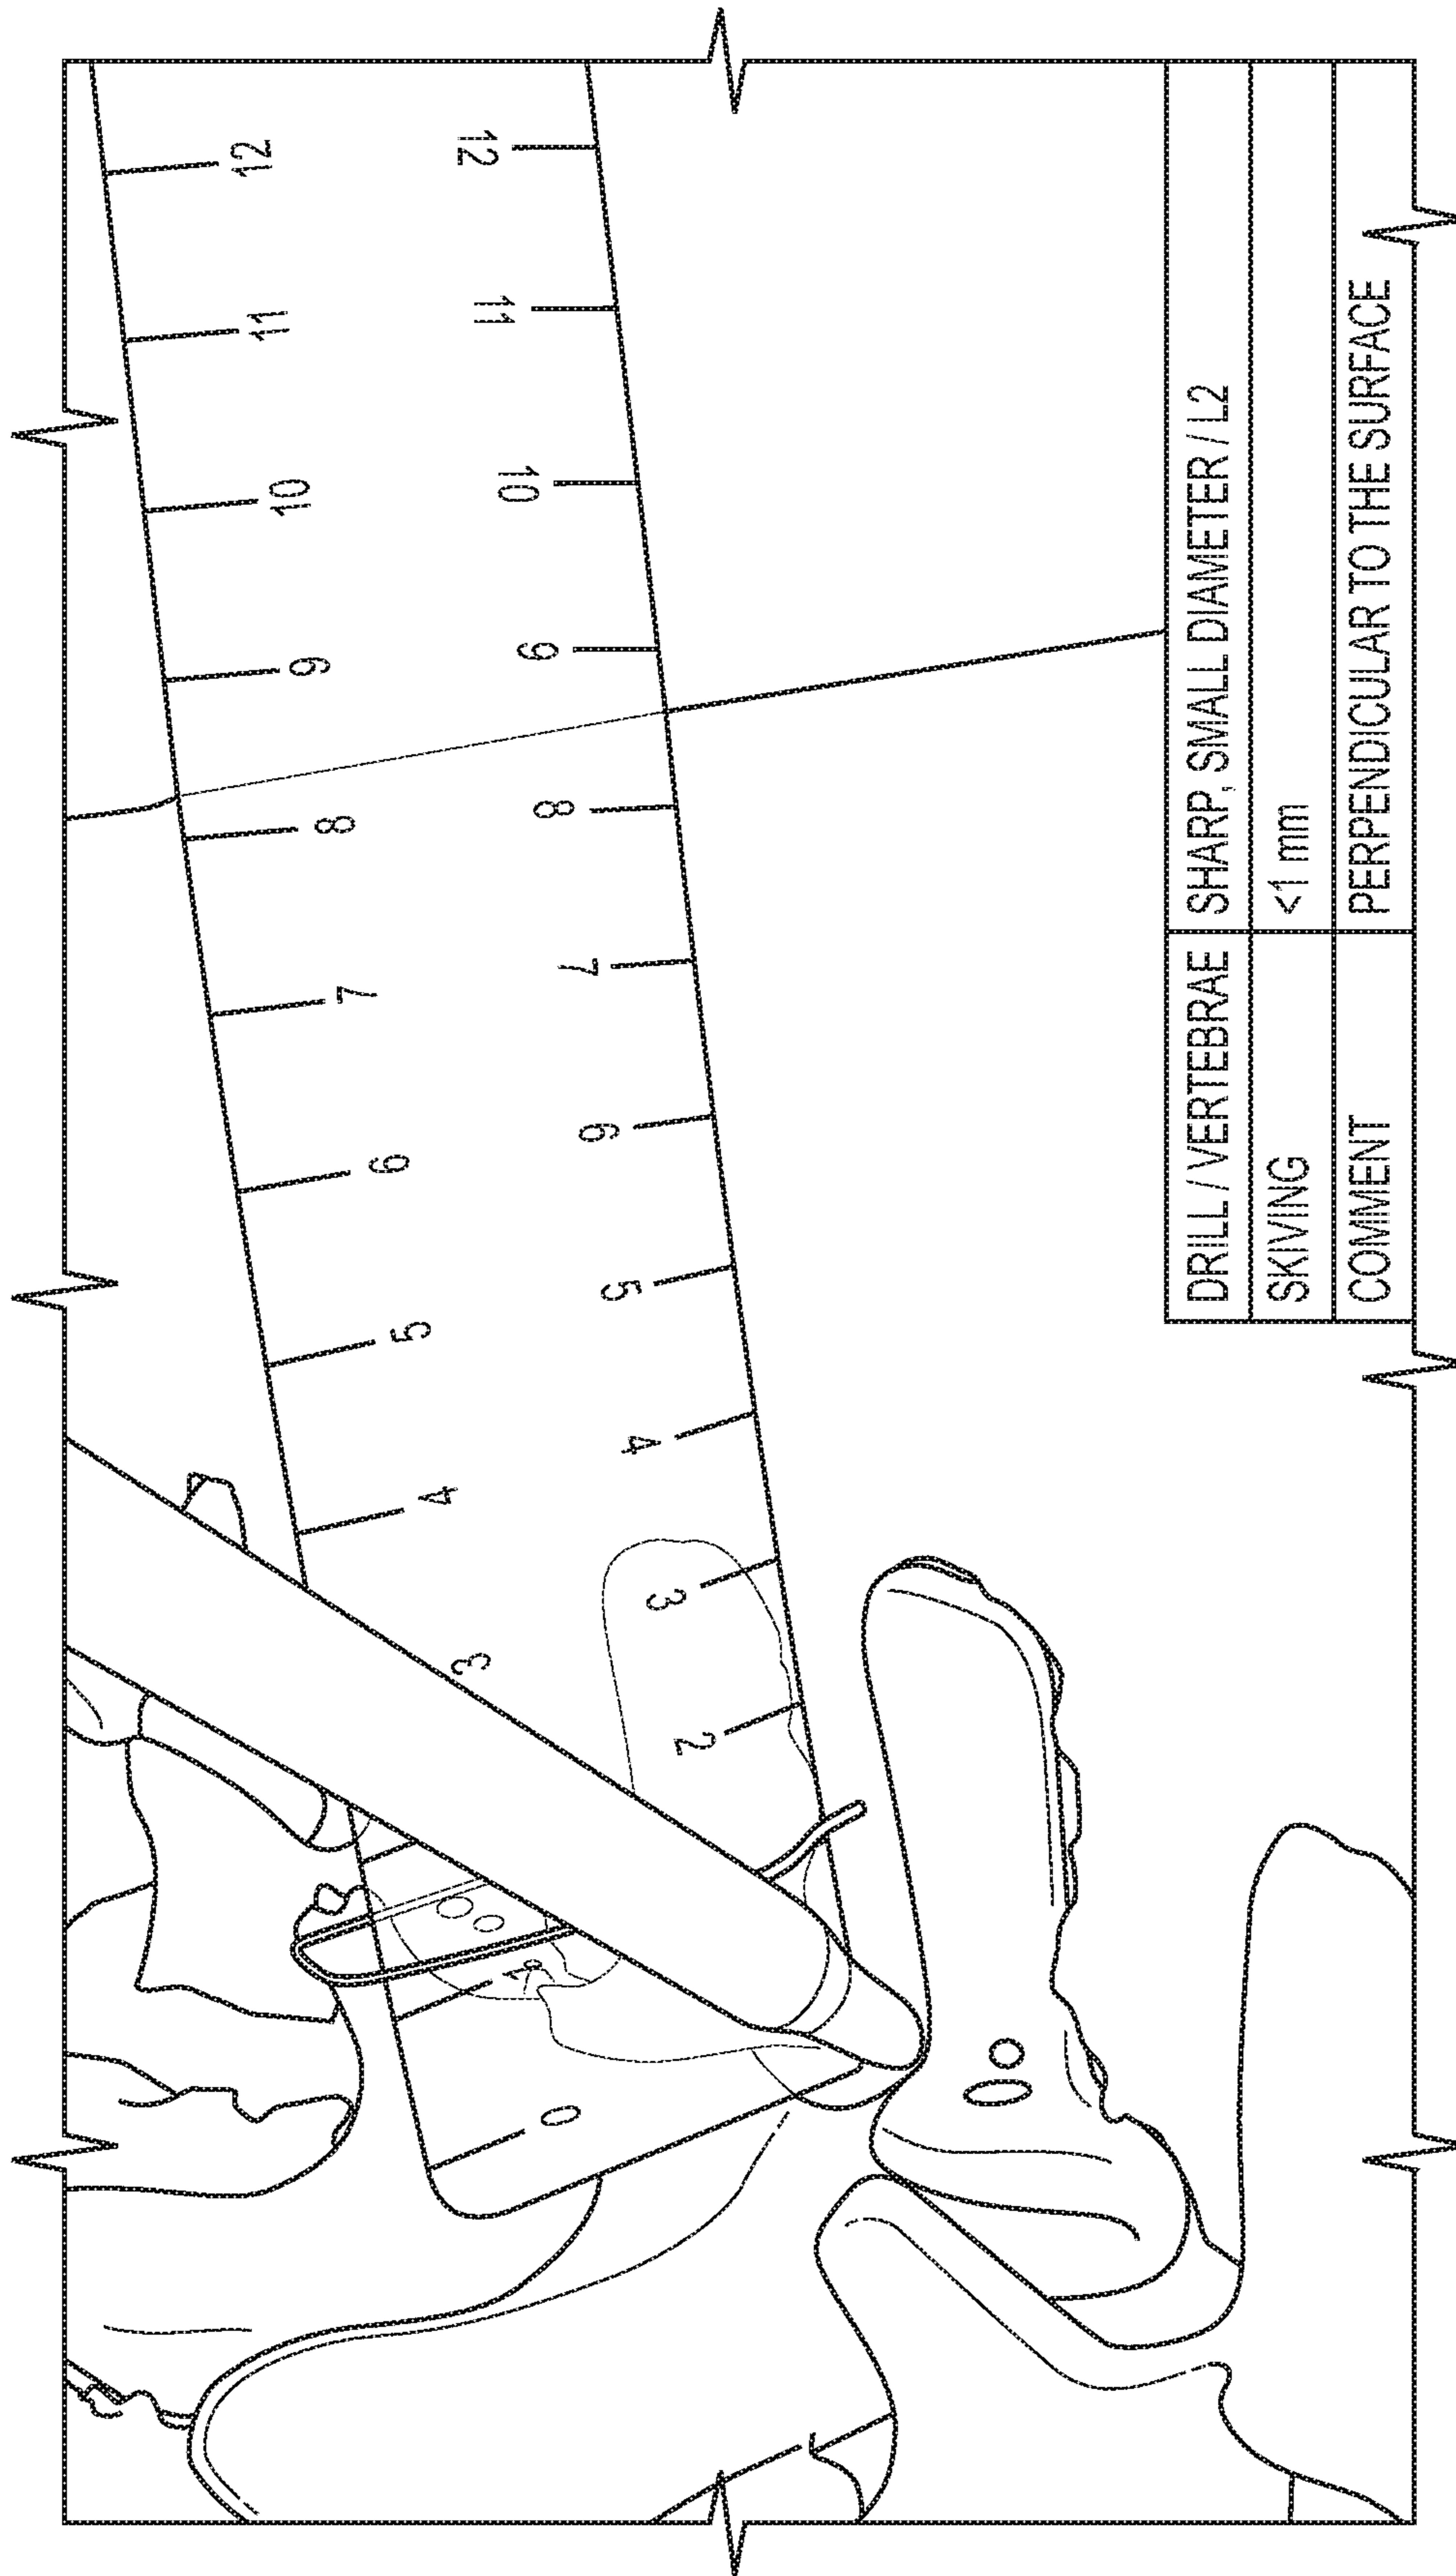 0 1 3 4 5 6 7 8 9 10 11 12
2 3 4 5 6 7 8 9 10 11 12
DRILL / VERTEBRAE SHARP, SMALL DIAMETER / L2
SKIVING <1 mm
COMMENT PERPENDICULAR TO THE SURFACE